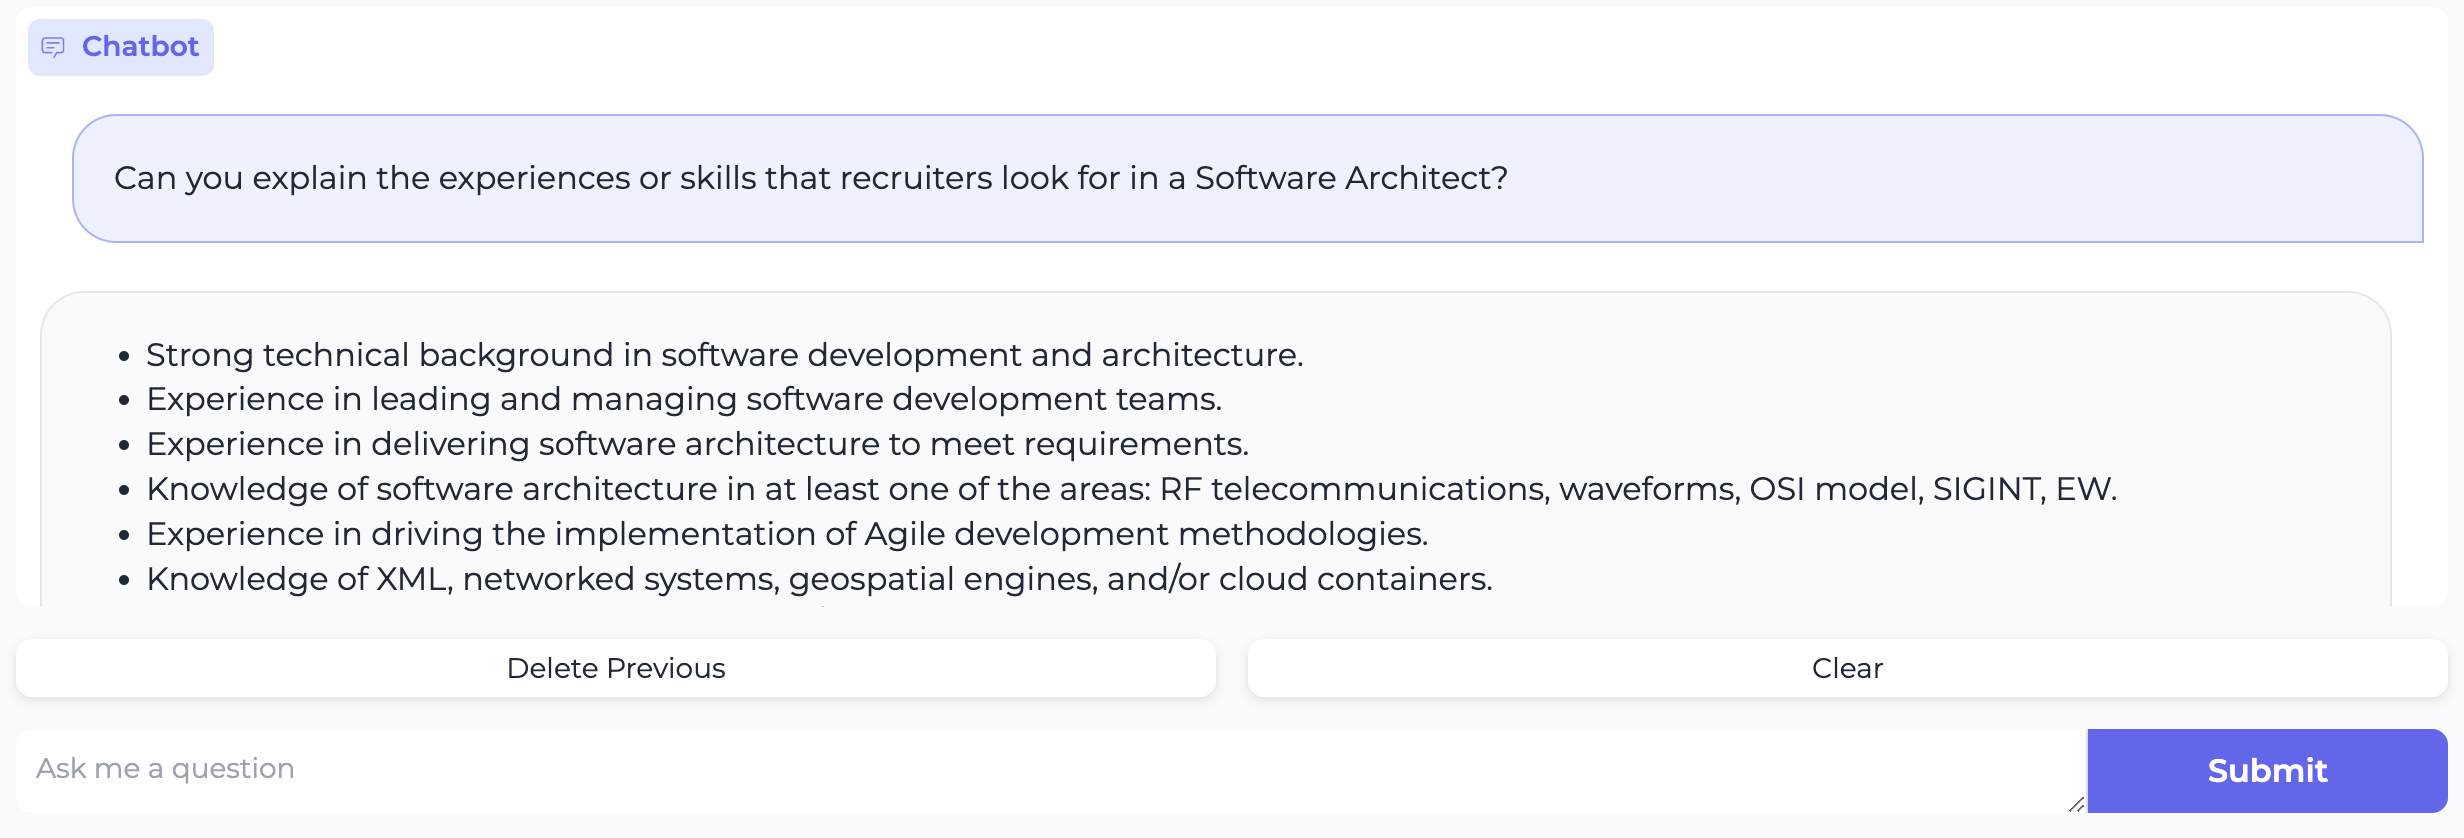 Chatbot
Can you explain the experiences or skills that recruiters look for in a Software Architect?
• Strong technical background in software development and architecture.
• Experience in leading and managing software development teams.
• Experience in delivering software architecture to meet requirements.
• Knowledge of software architecture in at least one of the areas: RF telecommunications, waveforms, OSI model, SIGINT, EW.
• Experience in driving the implementation of Agile development methodologies.
• Knowledge of XML, networked systems, geospatial engines, and/or cloud containers.
Delete Previous
Clear
Ask me a question
Submit